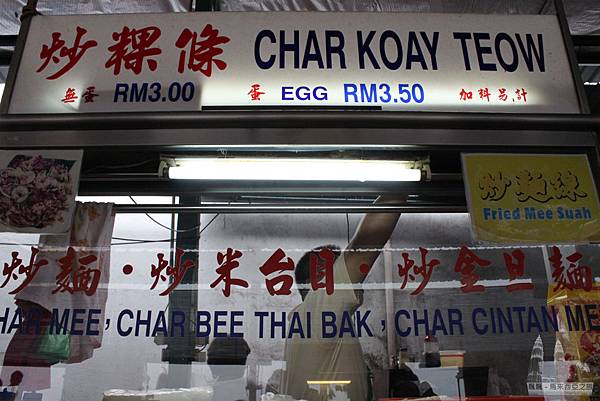 炒粿條 CHAR KOAY TEOW
無蛋 RM3.00 蛋 EGG RM3.50 加料另計
炒麵線
Fried Mee Suah
炒麵·炒米台目·炒金旦麵
CHAR MEE, CHAR BEE THAI BAK, CHAR CINTAN MEE